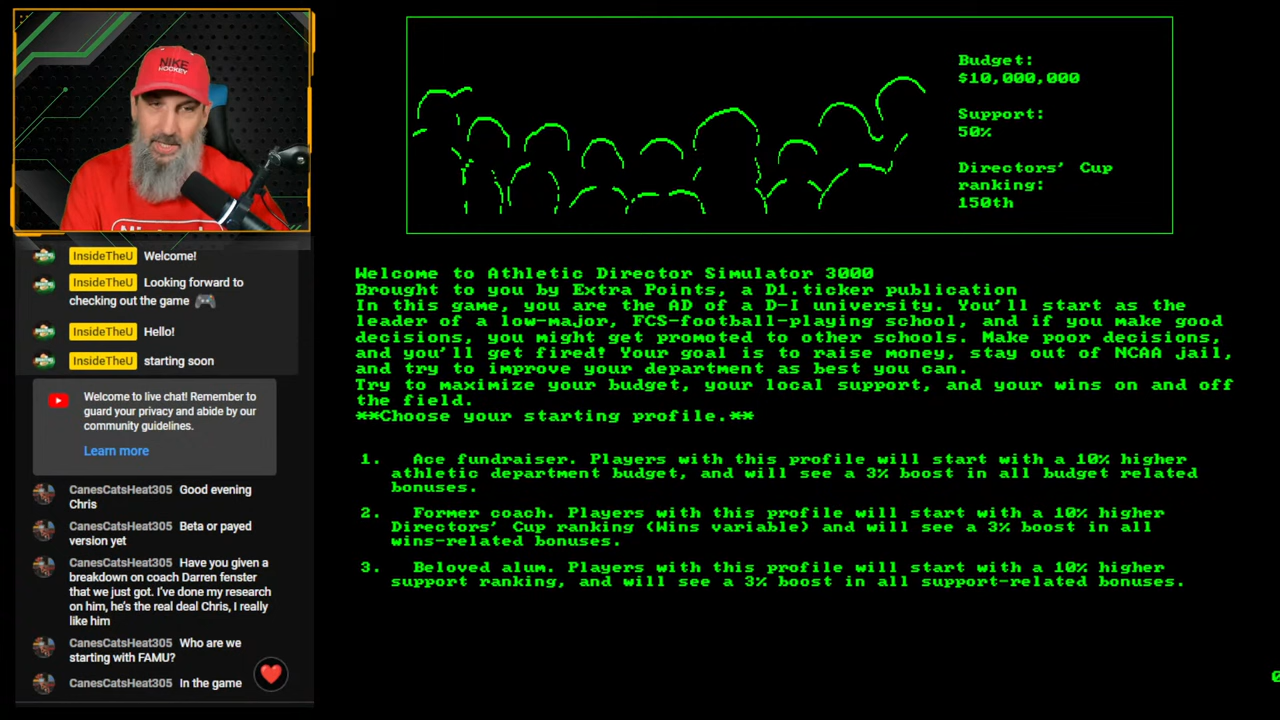 NIKE
HOCKEY
InsideTheU Welcome!
InsideTheU Looking forward to
checking out the game 🎮
InsideTheU Hello!
InsideTheU starting soon
Welcome to live chat! Remember to
guard your privacy and abide by our
community guidelines.
Learn more
CanesCatsHeat305 Good evening
Chris
CanesCatsHeat305 Beta or payed
version yet
CanesCatsHeat305 Have you given a
breakdown on coach Darren fenster
that we just got. I've done my research
on him, he's the real deal Chris, I really
like him
CanesCatsHeat305 Who are we
starting with FAMU?
CanesCatsHeat305 In the game
Budget:
$10,000,000
Support:
50%
Directors' Cup
ranking:
150th
Welcome to Athletic Director Simulator 3000
Brought to you by Extra Points, a D1.ticker publication
In this game, you are the AD of a D-I university. You'll start as the
leader of a low-major, FCS-football-playing school, and if you make good
decisions, you might get promoted to other schools. Make poor decisions,
and you'll get fired! Your goal is to raise money, stay out of NCAA jail,
and try to improve your department as best you can.
Try to maximize your budget, your local support, and your wins on and off
the field.
**Choose your starting profile.**
1. Ace fundraiser. Players with this profile will start with a 10% higher
athletic department budget, and will see a 3% boost in all budget related
bonuses.
2. Former coach. Players with this profile will start with a 10% higher
Directors' Cup ranking (Wins variable) and will see a 3% boost in all
wins-related bonuses.
3. Beloved alum. Players with this profile will start with a 10% higher
support ranking, and will see a 3% boost in all support-related bonuses.